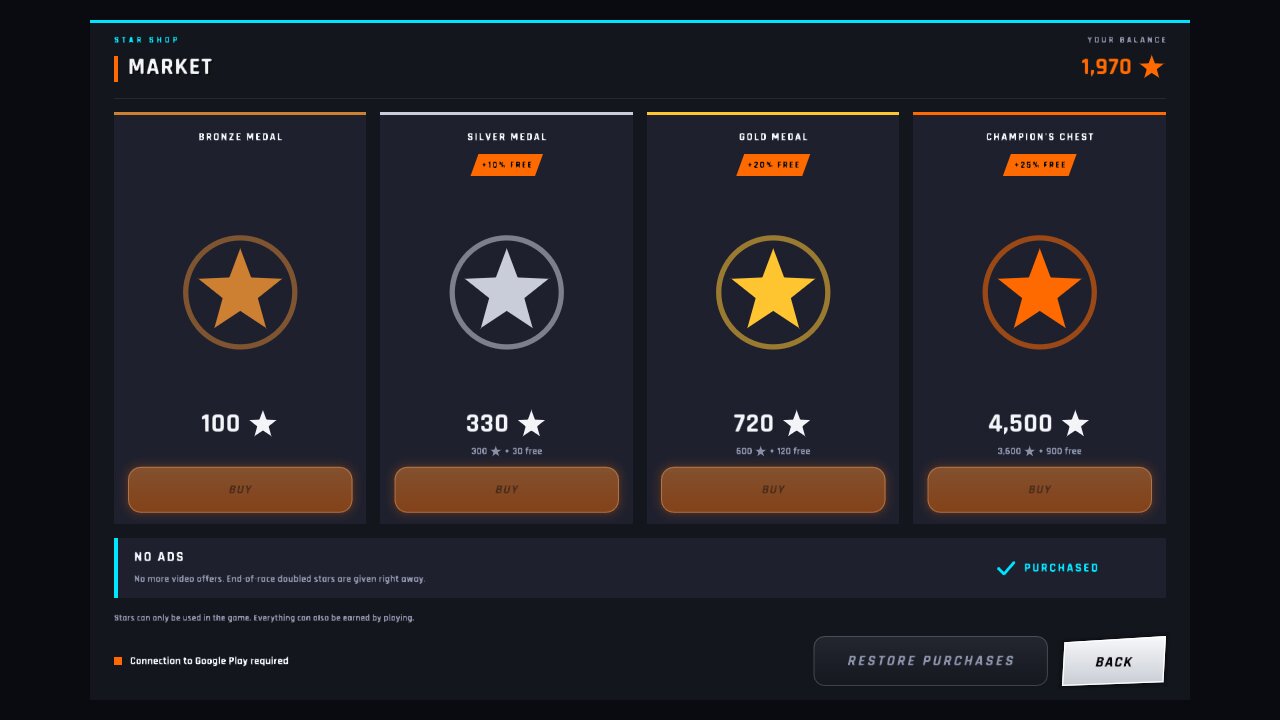 STAR SHOP
YOUR BALANCE
MARKET
1,970
BRONZE MEDAL
SILVER MEDAL
GOLD MEDAL
CHAMPION'S CHEST
+10% FREE
+20% FREE
+25% FREE
100
330
720
4,500
300 + 30 free
600 + 120 free
3,600 + 900 free
BUY
BUY
BUY
BUY
NO ADS
No more video offers. End-of-race doubled stars are given right away.
PURCHASED
Stars can only be used in the game. Everything can also be earned by playing.
Connection to Google Play required
RESTORE PURCHASES
BACK